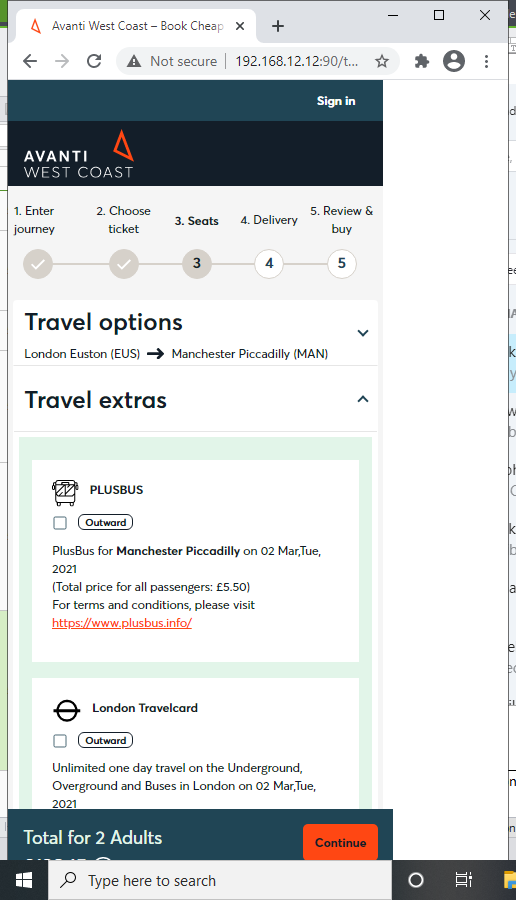 Avanti West Coast – Book Cheap
Not secure | 192.168.12.12:90/t...
Sign in
AVANTI
WEST COAST
1. Enter journey
2. Choose ticket
3. Seats
4. Delivery
5. Review & buy
3
4
5
Travel options
London Euston (EUS) → Manchester Piccadilly (MAN)
Travel extras
PLUSBUS
Outward
PlusBus for Manchester Piccadilly on 02 Mar,Tue,
2021
(Total price for all passengers: £5.50)
For terms and conditions, please visit
https://www.plusbus.info/
London Travelcard
Outward
Unlimited one day travel on the Underground,
Overground and Buses in London on 02 Mar,Tue,
2021
Total for 2 Adults
Continue
Type here to search